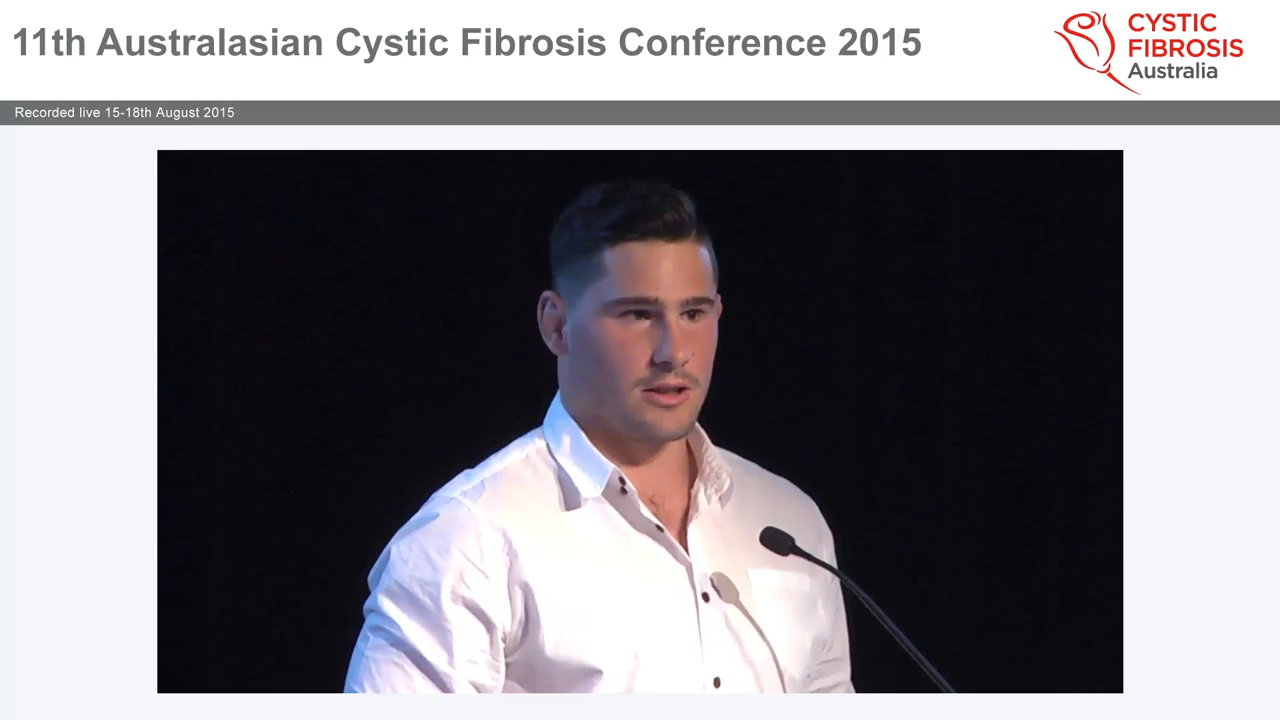 11th Australasian Cystic Fibrosis Conference 2015
CYSTIC
FIBROSIS
Australia
Recorded live 15-18th August 2015